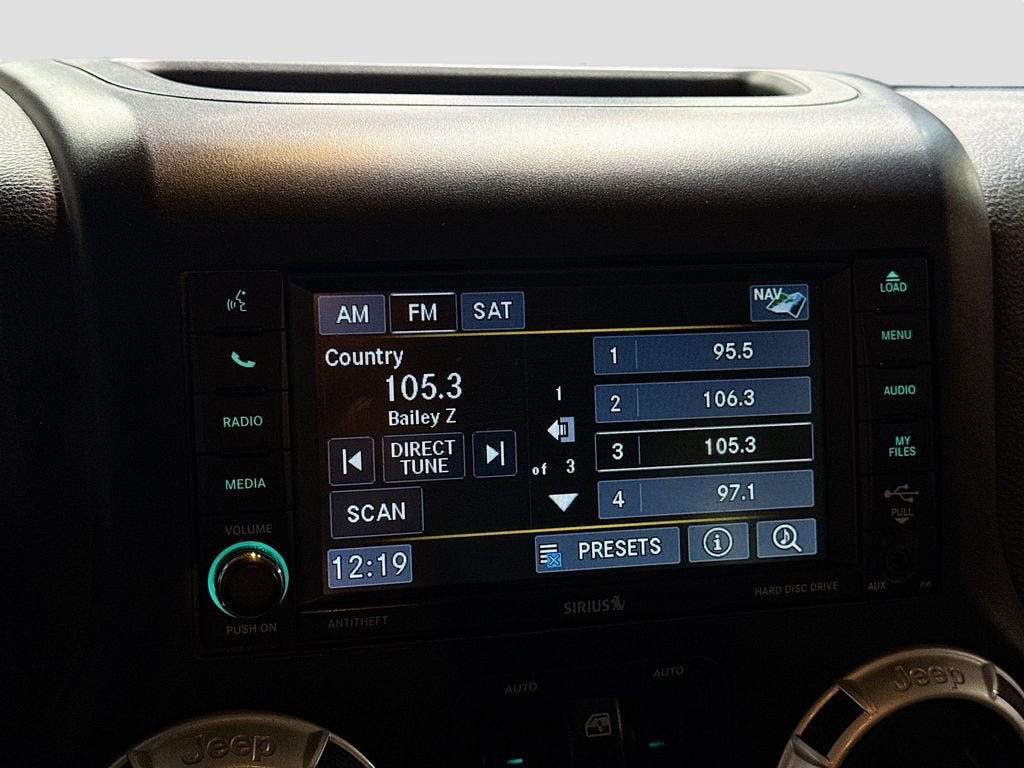 AM FM SAT NAV
LOAD
MENU
AUDIO
MY
FILES
PULL
AUX
RADIO
MEDIA
VOLUME
PUSH ON
Country
105.3
Bailey Z
DIRECT
TUNE
SCAN
12:19
1
of 3
1 95.5
2 106.3
3 105.3
4 97.1
PRESETS
i
ANTITHEFT
SIRIUS
HARD DISC DRIVE
AUTO
AUTO
Jeep
Jeep